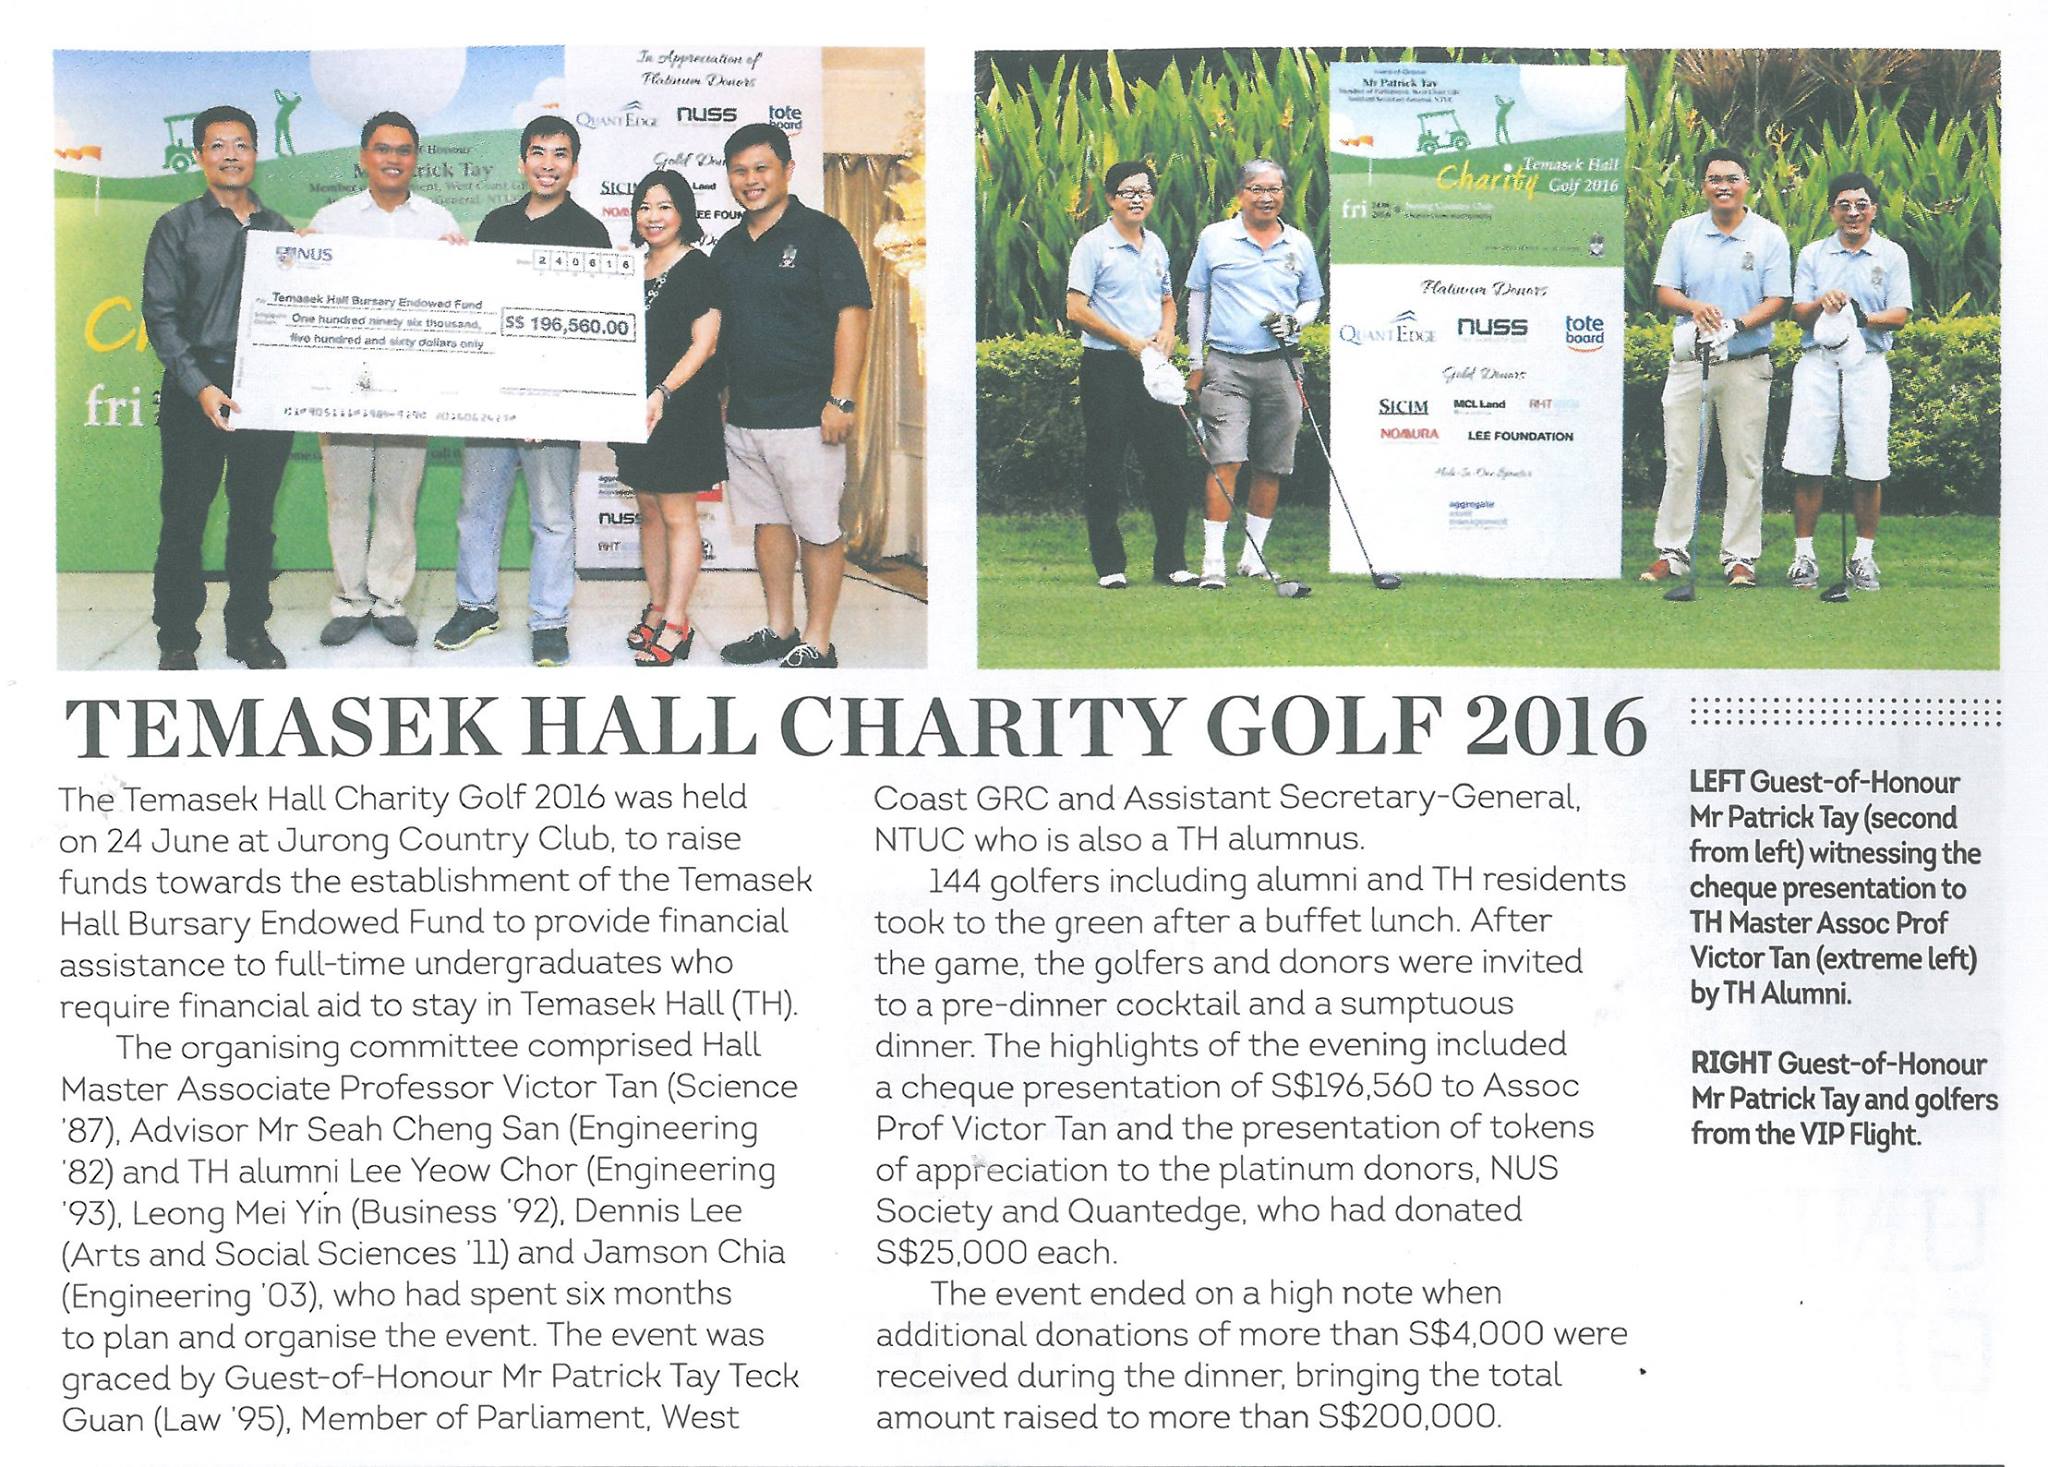 In Appreciation of
Platinum Donors
QUANTEDGE nuss tote board
Member
NUS
2 4 0 6 1 6
Temasek Hall Bursary Endowed Fund
One hundred ninety six thousand,
five hundred and sixty dollars only
S$ 196,560.00
fri
nuss
RHT
Guest-of-Honour
Mr Patrick Tay
Member of Parliament, West Coast GRC
Assistant Secretary-General, NTUC
Temasek Hall
Charity Golf 2016
fri
Platinum Donors
QUANTEDGE nuss tote board
Gold Donors
SICIM MCL Land RHT
NOMURA LEE FOUNDATION
Hole-In-One Sponsor
aggregate
asset
management
TEMASEK HALL CHARITY GOLF 2016
The Temasek Hall Charity Golf 2016 was held
on 24 June at Jurong Country Club, to raise
funds towards the establishment of the Temasek
Hall Bursary Endowed Fund to provide financial
assistance to full-time undergraduates who
require financial aid to stay in Temasek Hall (TH).
The organising committee comprised Hall
Master Associate Professor Victor Tan (Science
'87), Advisor Mr Seah Cheng San (Engineering
'82) and TH alumni Lee Yeow Chor (Engineering
'93), Leong Mei Yin (Business '92), Dennis Lee
(Arts and Social Sciences '11) and Jamson Chia
(Engineering '03), who had spent six months
to plan and organise the event. The event was
graced by Guest-of-Honour Mr Patrick Tay Teck
Guan (Law '95), Member of Parliament, West
Coast GRC and Assistant Secretary-General,
NTUC who is also a TH alumnus.
144 golfers including alumni and TH residents
took to the green after a buffet lunch. After
the game, the golfers and donors were invited
to a pre-dinner cocktail and a sumptuous
dinner. The highlights of the evening included
a cheque presentation of S$196,560 to Assoc
Prof Victor Tan and the presentation of tokens
of appreciation to the platinum donors, NUS
Society and Quantedge, who had donated
S$25,000 each.
The event ended on a high note when
additional donations of more than S$4,000 were
received during the dinner, bringing the total
amount raised to more than S$200,000.
LEFT Guest-of-Honour
Mr Patrick Tay (second
from left) witnessing the
cheque presentation to
TH Master Assoc Prof
Victor Tan (extreme left)
by TH Alumni.
RIGHT Guest-of-Honour
Mr Patrick Tay and golfers
from the VIP Flight.